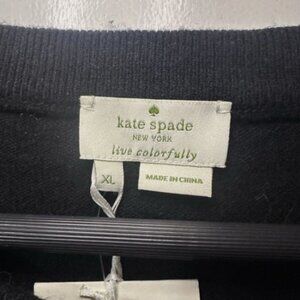 kate spade
NEW YORK
live colorfully
XL
MADE IN CHINA